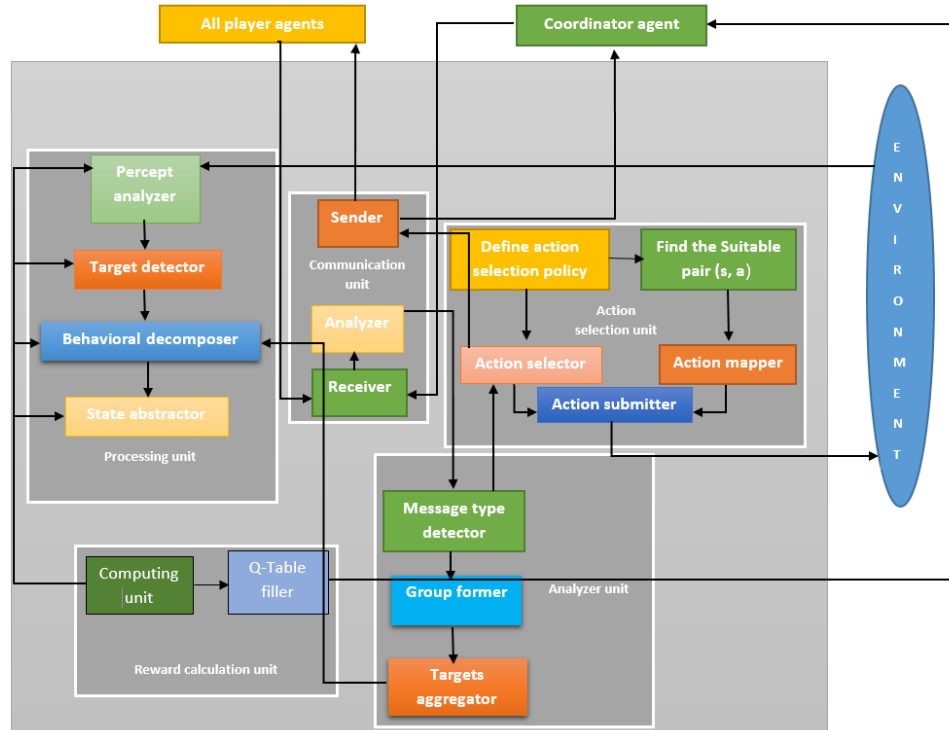 All player agents
Coordinator agent
Percept
analyzer
Target detector
Behavioral decomposer
State abstractor
Processing unit
Sender
Communication
unit
Analyzer
Receiver
Define action
selection policy
Find the Suitable
pair (s, a)
Action
selection unit
Action selector
Action mapper
Action submitter
ENVIRONMENT
Message type
detector
Group former
Analyzer unit
Targets
aggregator
Computing
unit
Q-Table
filler
Reward calculation unit